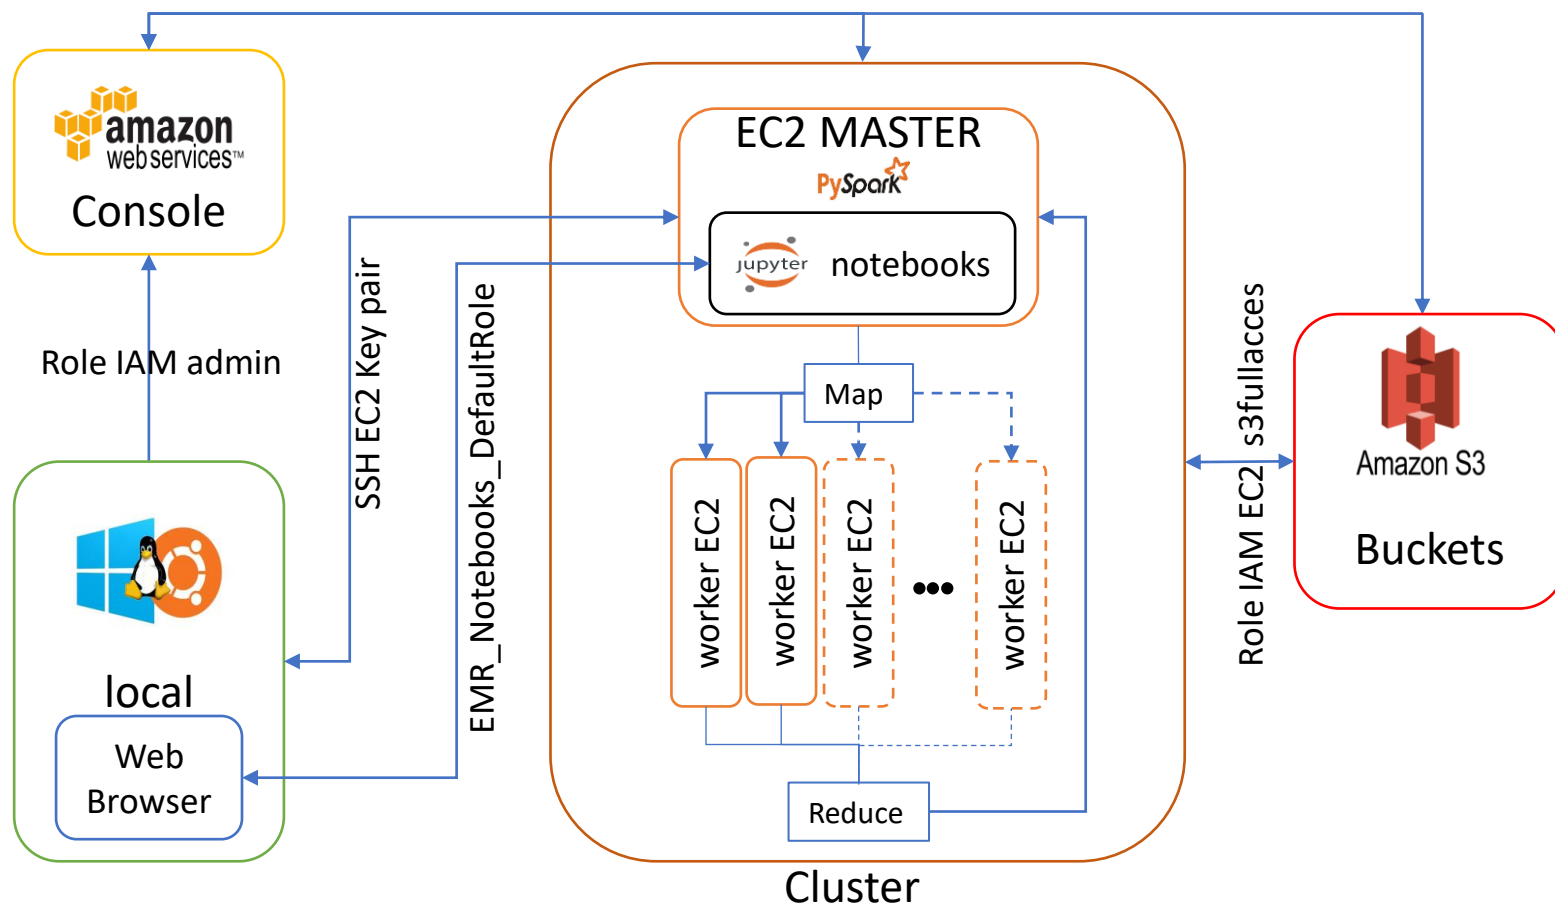 amazon
web services™
Console
Role IAM admin
local
Web
Browser
SSH EC2 Key pair
EMR_Notebooks_DefaultRole
EC2 MASTER
PySpark
jupyter
notebooks
Map
worker EC2
worker EC2
worker EC2
worker EC2
Reduce
Cluster
Role IAM EC2 s3fullacces
Amazon S3
Buckets